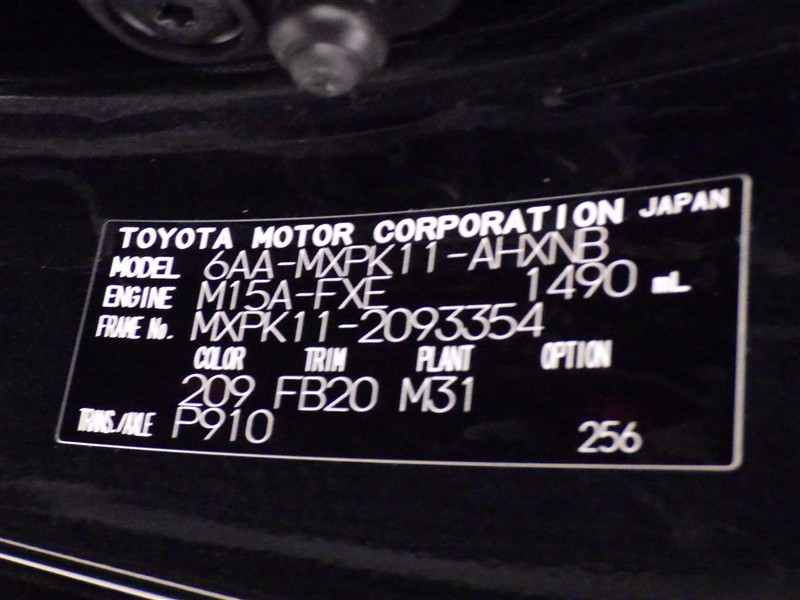 TOYOTA MOTOR CORPORATION JAPAN
MODEL 6AA-MXPK11-AHXNB
ENGINE M15A-FXE 1490 mL
FRAME No. MXPK11-2093354
COLOR TRIM PLANT OPTION
209 FB20 M31
TRANS./AXLE P910 256